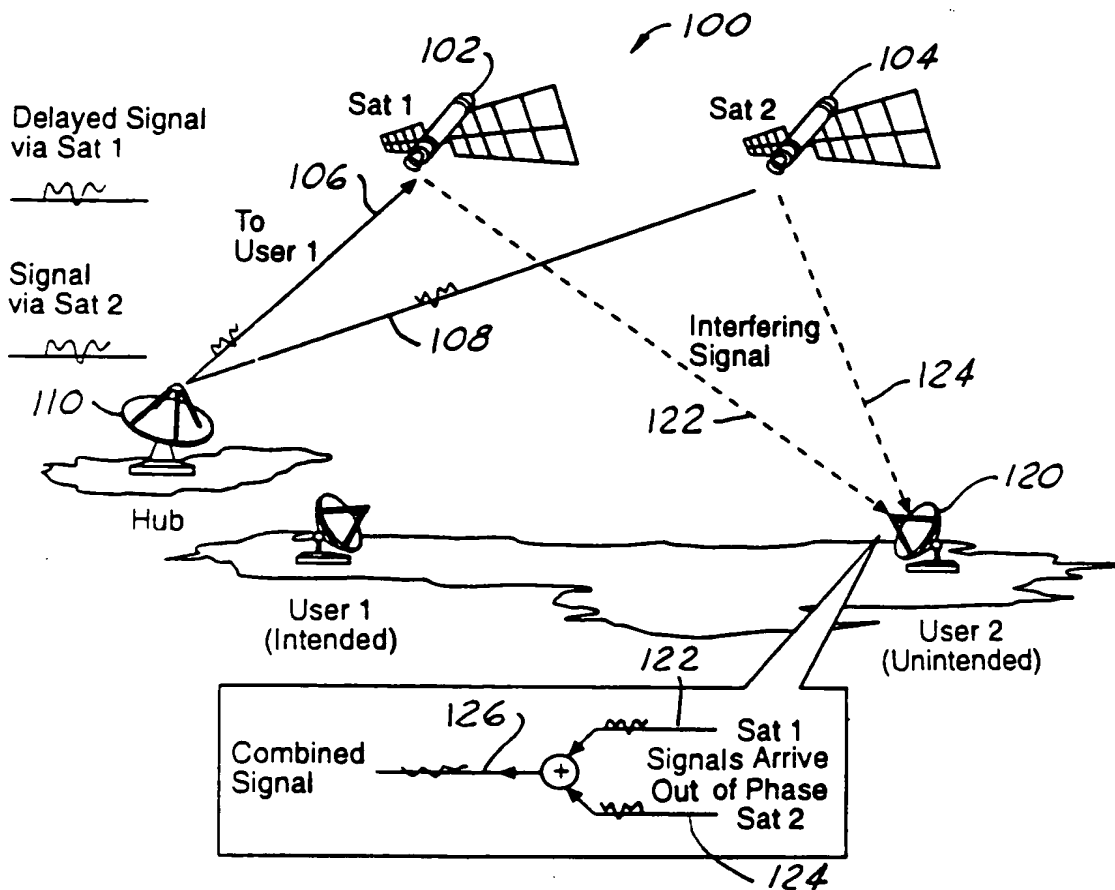 100
102
104
Sat 1
Sat 2
Delayed Signal
via Sat 1
106
To
User 1
Signal
via Sat 2
108
Interfering
Signal
124
122
110
120
Hub
User 1
(Intended)
User 2
(Unintended)
122
126
Sat 1
Combined
Signal
+
Signals Arrive
Out of Phase
Sat 2
124